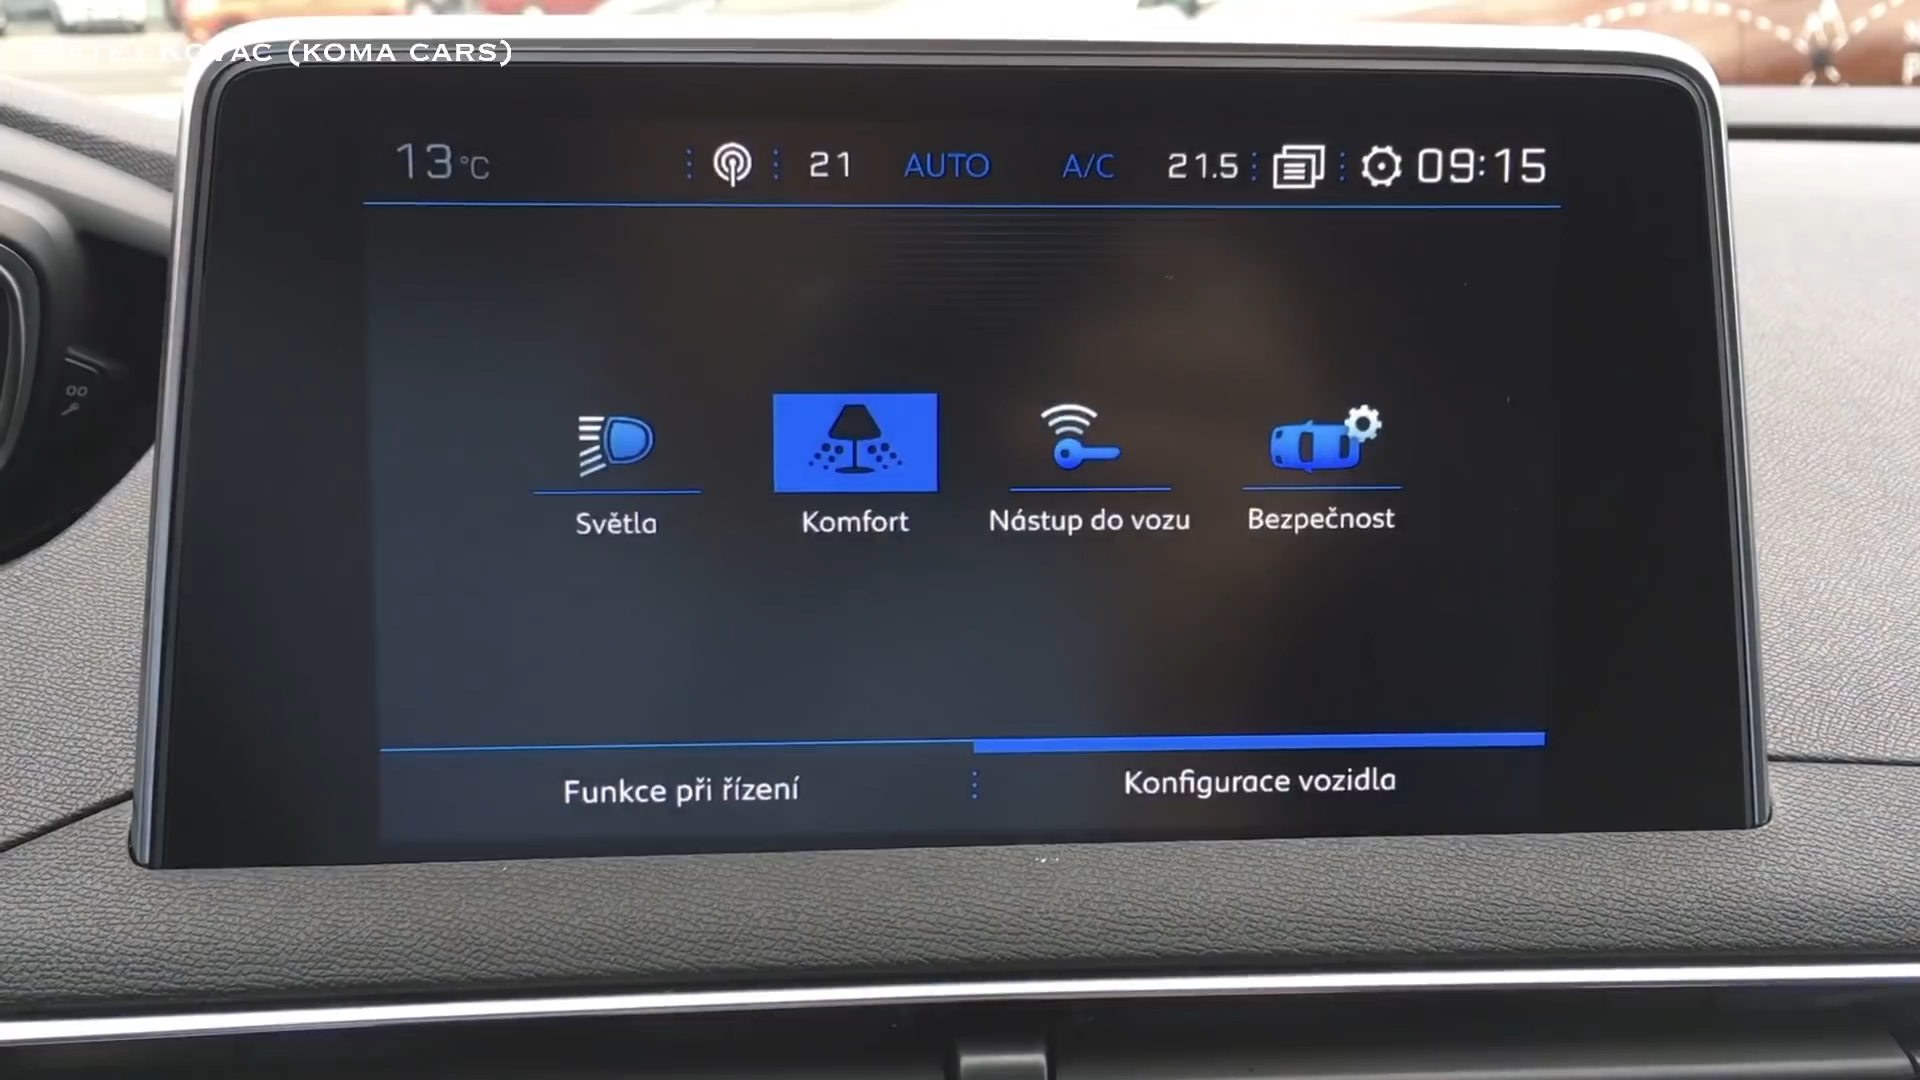 KOVAC (KOMA CARS)
13°C 21 AUTO A/C 21.5 09:15
Světla Komfort Nástup do vozu Bezpečnost
Funkce při řízení Konfigurace vozidla